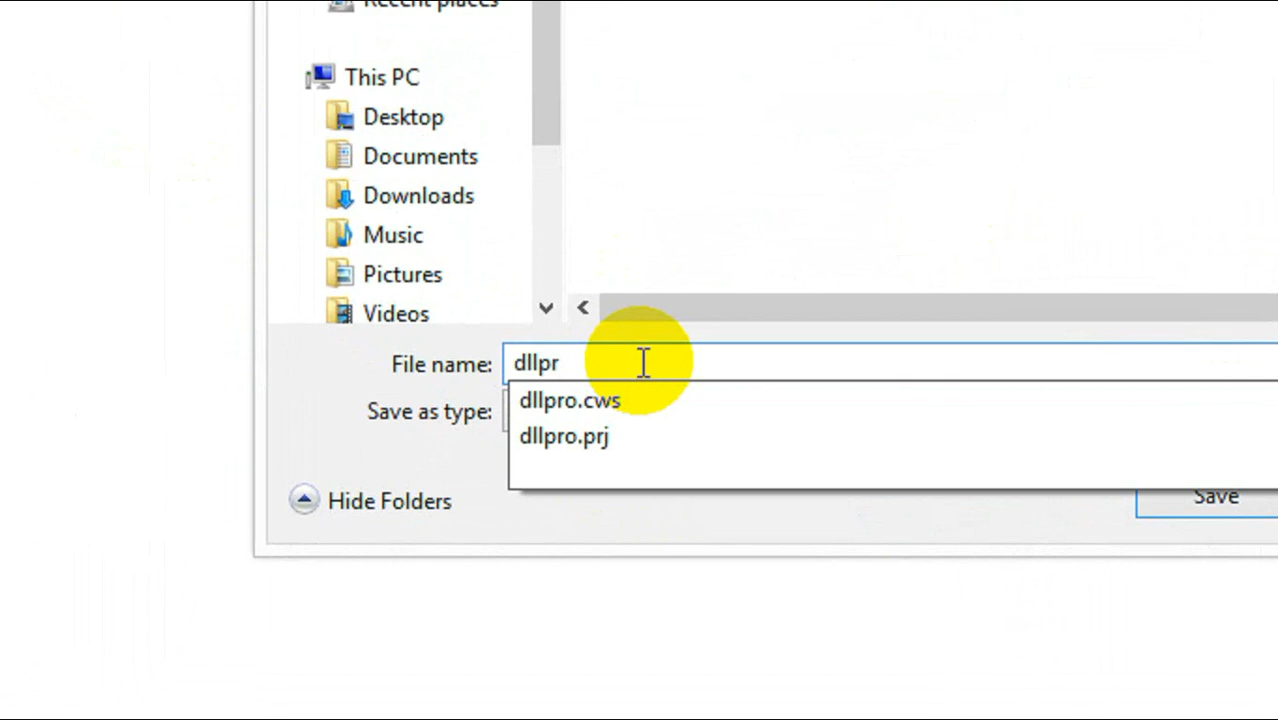 Recent places
This PC
Desktop
Documents
Downloads
Music
Pictures
Videos
File name: dllpr
dllpro.cws
Save as type:
dllpro.prj
Hide Folders
Save